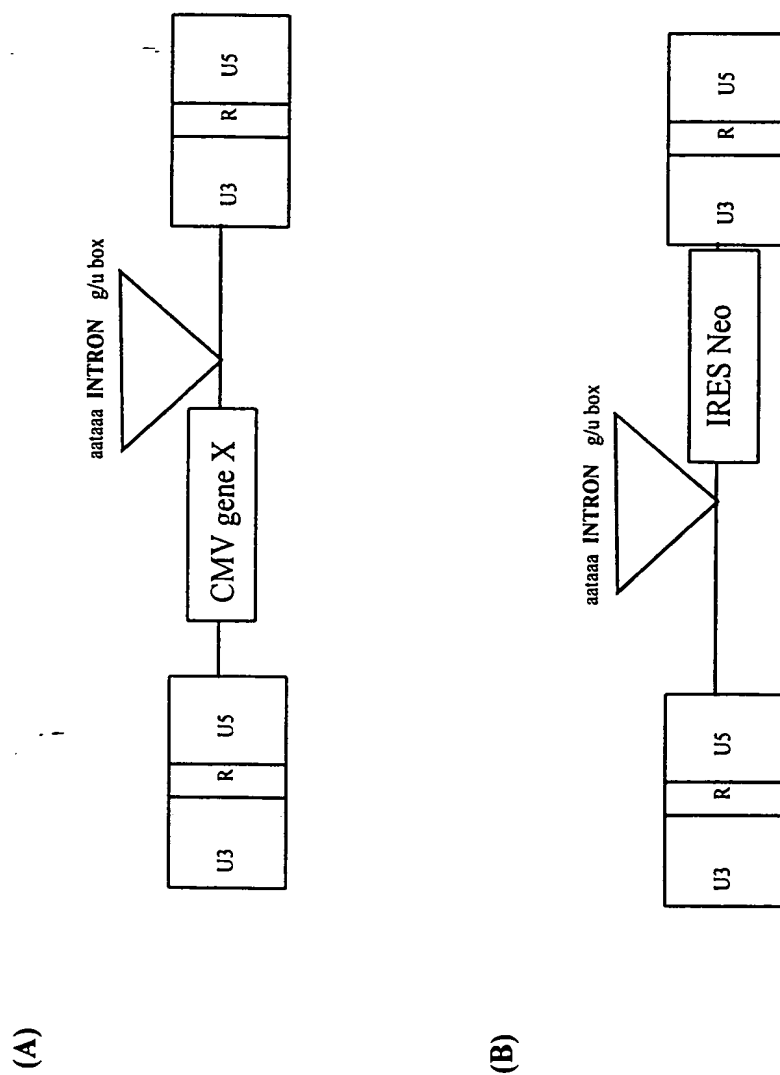 (A)
aataaa INTRON g/u box
U3 R U5 CMV gene X U3 R U5
(B)
aataaa INTRON g/u box
U3 R U5 IRES Neo U3 R U5